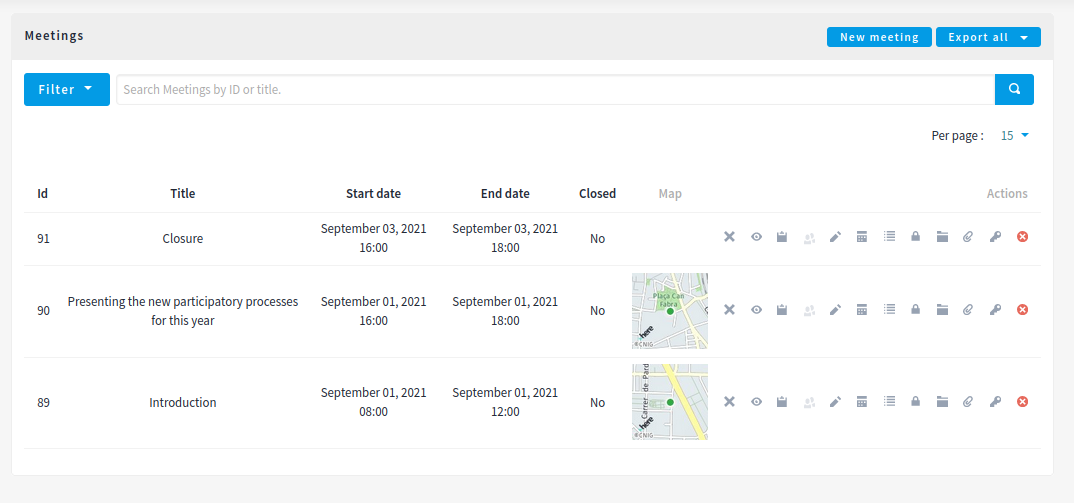 Meetings
New meeting
Export all
Filter
Search Meetings by ID or title.
Per page :
15
Id Title Start date End date Closed Map Actions
91 Closure September 03, 2021 16:00 September 03, 2021 18:00 No
90 Presenting the new participatory processes for this year September 01, 2021 16:00 September 01, 2021 18:00 No
Plaça Can
Fabra
here
©CNIG
89 Introduction September 01, 2021 08:00 September 01, 2021 12:00 No
Carrer de Pard
here
©CNIG